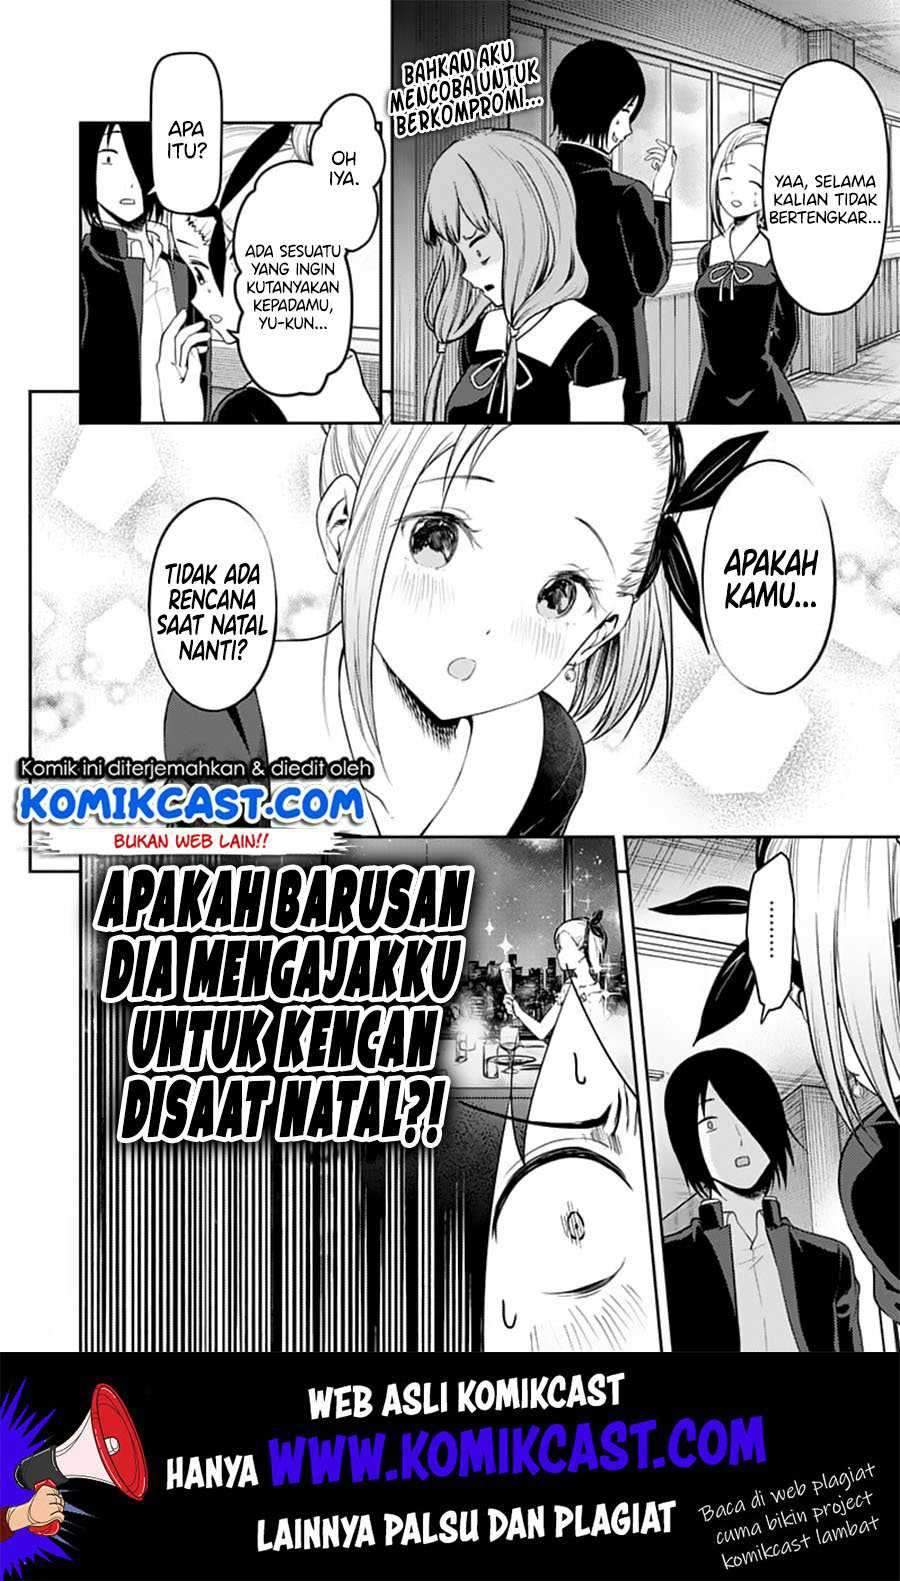 YAA, SELAMA
KALIAN TIDAK
BERTENGKAR...
BAHKAN AKU
MENCOBA UNTUK
BERKOMPROMI...
OH
IYA.
ADA SESUATU
YANG INGIN
KUTANYAKAN
KEPADAMU,
YU-KUN...
APA
ITU?
APAKAH
KAMU...
TIDAK ADA
RENCANA
SAAT NATAL
NANTI?
Komik ini diterjemahkan & diedit oleh
KOMIKCAST.COM
BUKAN WEB LAIN!!
.........
APAKAH BARUSAN
DIA MENGAJAKKU
UNTUK KENCAN
DISAAT NATAL?!
WEB ASLI KOMIKCAST
HANYA WWW.KOMIKCAST.COM
LAINNYA PALSU DAN PLAGIAT
Baca di web plagiat
cuma bikin project
komikcast lambat